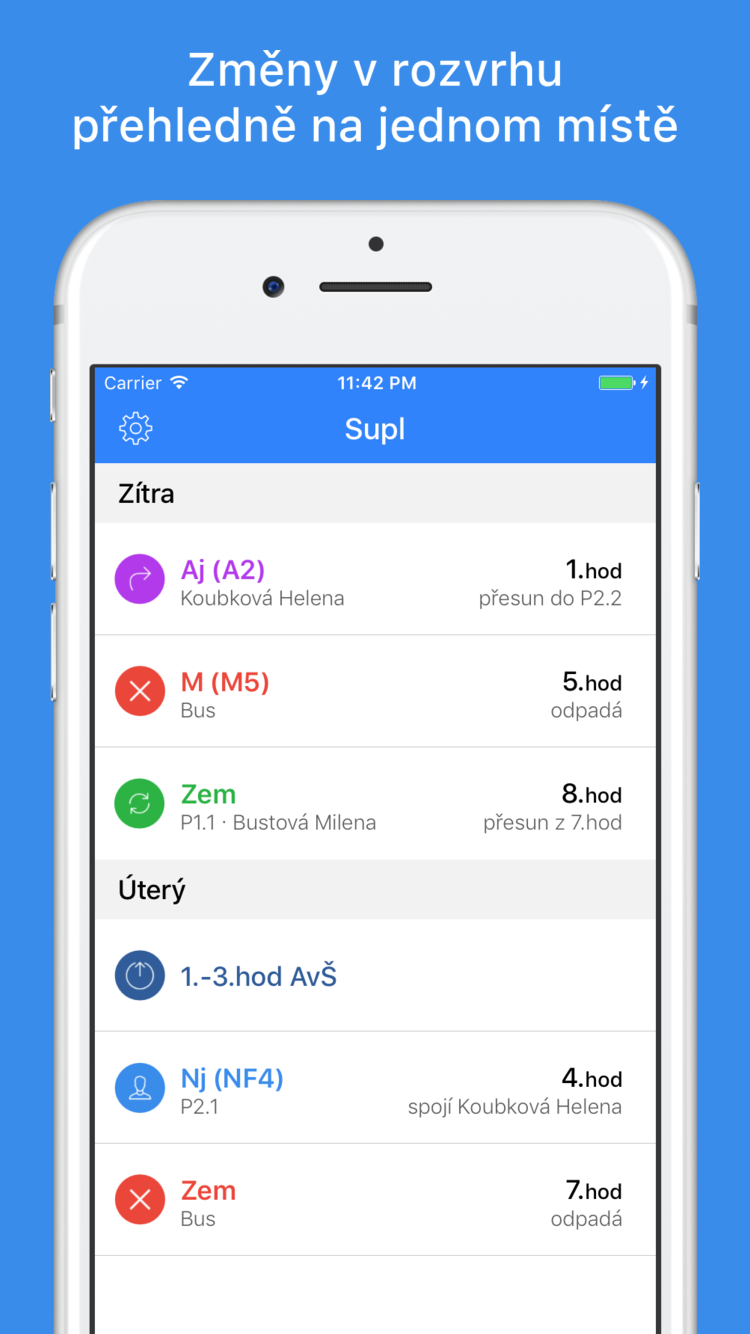 Změny v rozvrhu
přehledně na jednom místě
Carrier 11:42 PM
Supl
Zítra
Aj (A2) 1.hod
Koubková Helena přesun do P2.2
M (M5) 5.hod
Bus odpadá
Zem 8.hod
P1.1 · Bustová Milena přesun z 7.hod
Úterý
1.-3.hod AvŠ
Nj (NF4) 4.hod
P2.1 spojí Koubková Helena
Zem 7.hod
Bus odpadá